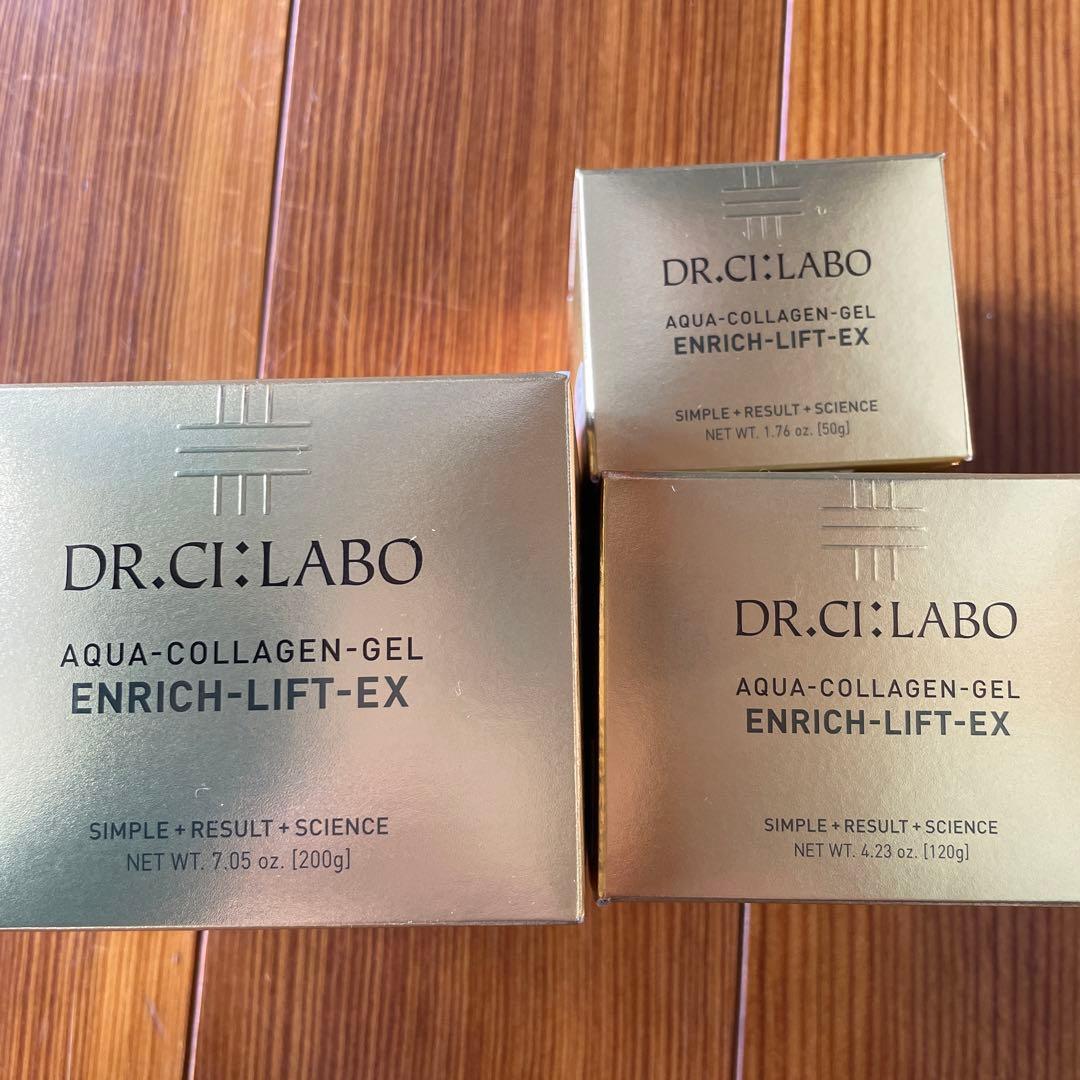 DR.CI:LABO
AQUA-COLLAGEN-GEL
ENRICH-LIFT-EX
SIMPLE + RESULT + SCIENCE
NET WT. 1.76 oz. [50g]
DR.CI:LABO
AQUA-COLLAGEN-GEL
ENRICH-LIFT-EX
SIMPLE + RESULT + SCIENCE
NET WT. 7.05 oz. [200g]
DR.CI:LABO
AQUA-COLLAGEN-GEL
ENRICH-LIFT-EX
SIMPLE + RESULT + SCIENCE
NET WT. 4.23 oz. [120g]